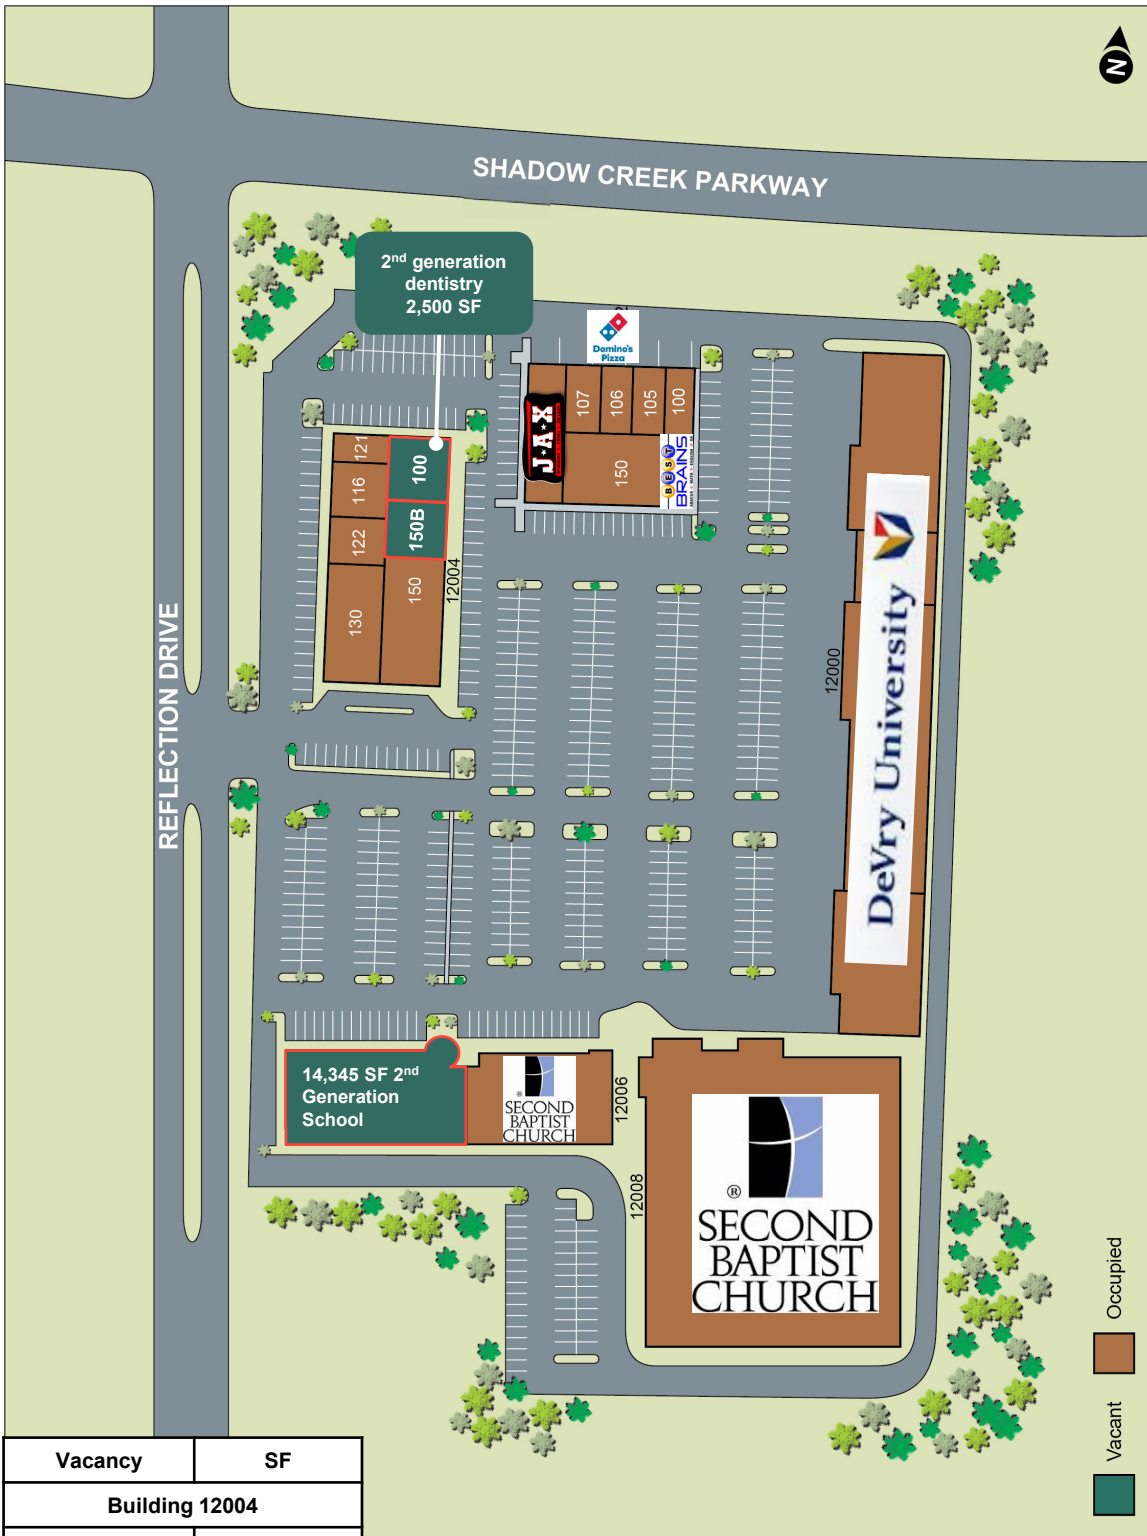 N
SHADOW CREEK PARKWAY
2nd generation
dentistry
2,500 SF
Domino's
Pizza
J★A★X
107
106
105
100
150
BEST
BRAINS
121
100
116
150B
122
150
130
12004
REFLECTION DRIVE
12000
DeVry University
14,345 SF 2nd
Generation
School
®
SECOND
BAPTIST
CHURCH
12006
12008
®
SECOND
BAPTIST
CHURCH
Occupied
Vacant
Vacancy SF
Building 12004